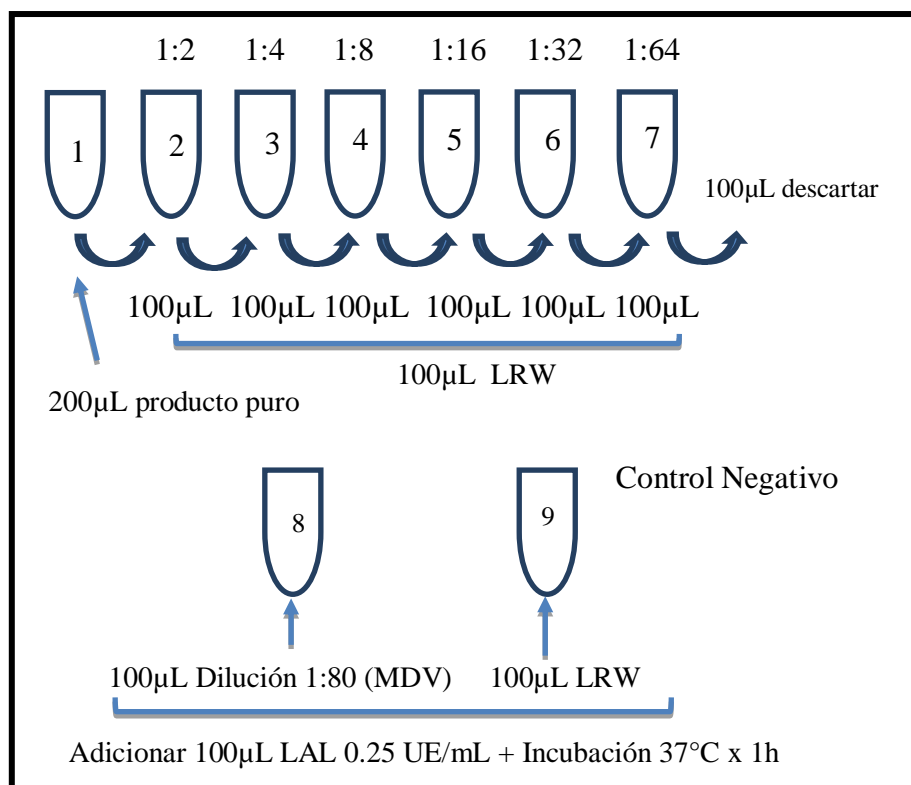 1:2 1:4 1:8 1:16 1:32 1:64
1 2 3 4 5 6 7
100µL descartar
100µL 100µL 100µL 100µL 100µL 100µL
100µL LRW
200µL producto puro
Control Negativo
8 9
100µL Dilución 1:80 (MDV) 100µL LRW
Adicionar 100µL LAL 0.25 UE/mL + Incubación 37°C x 1h